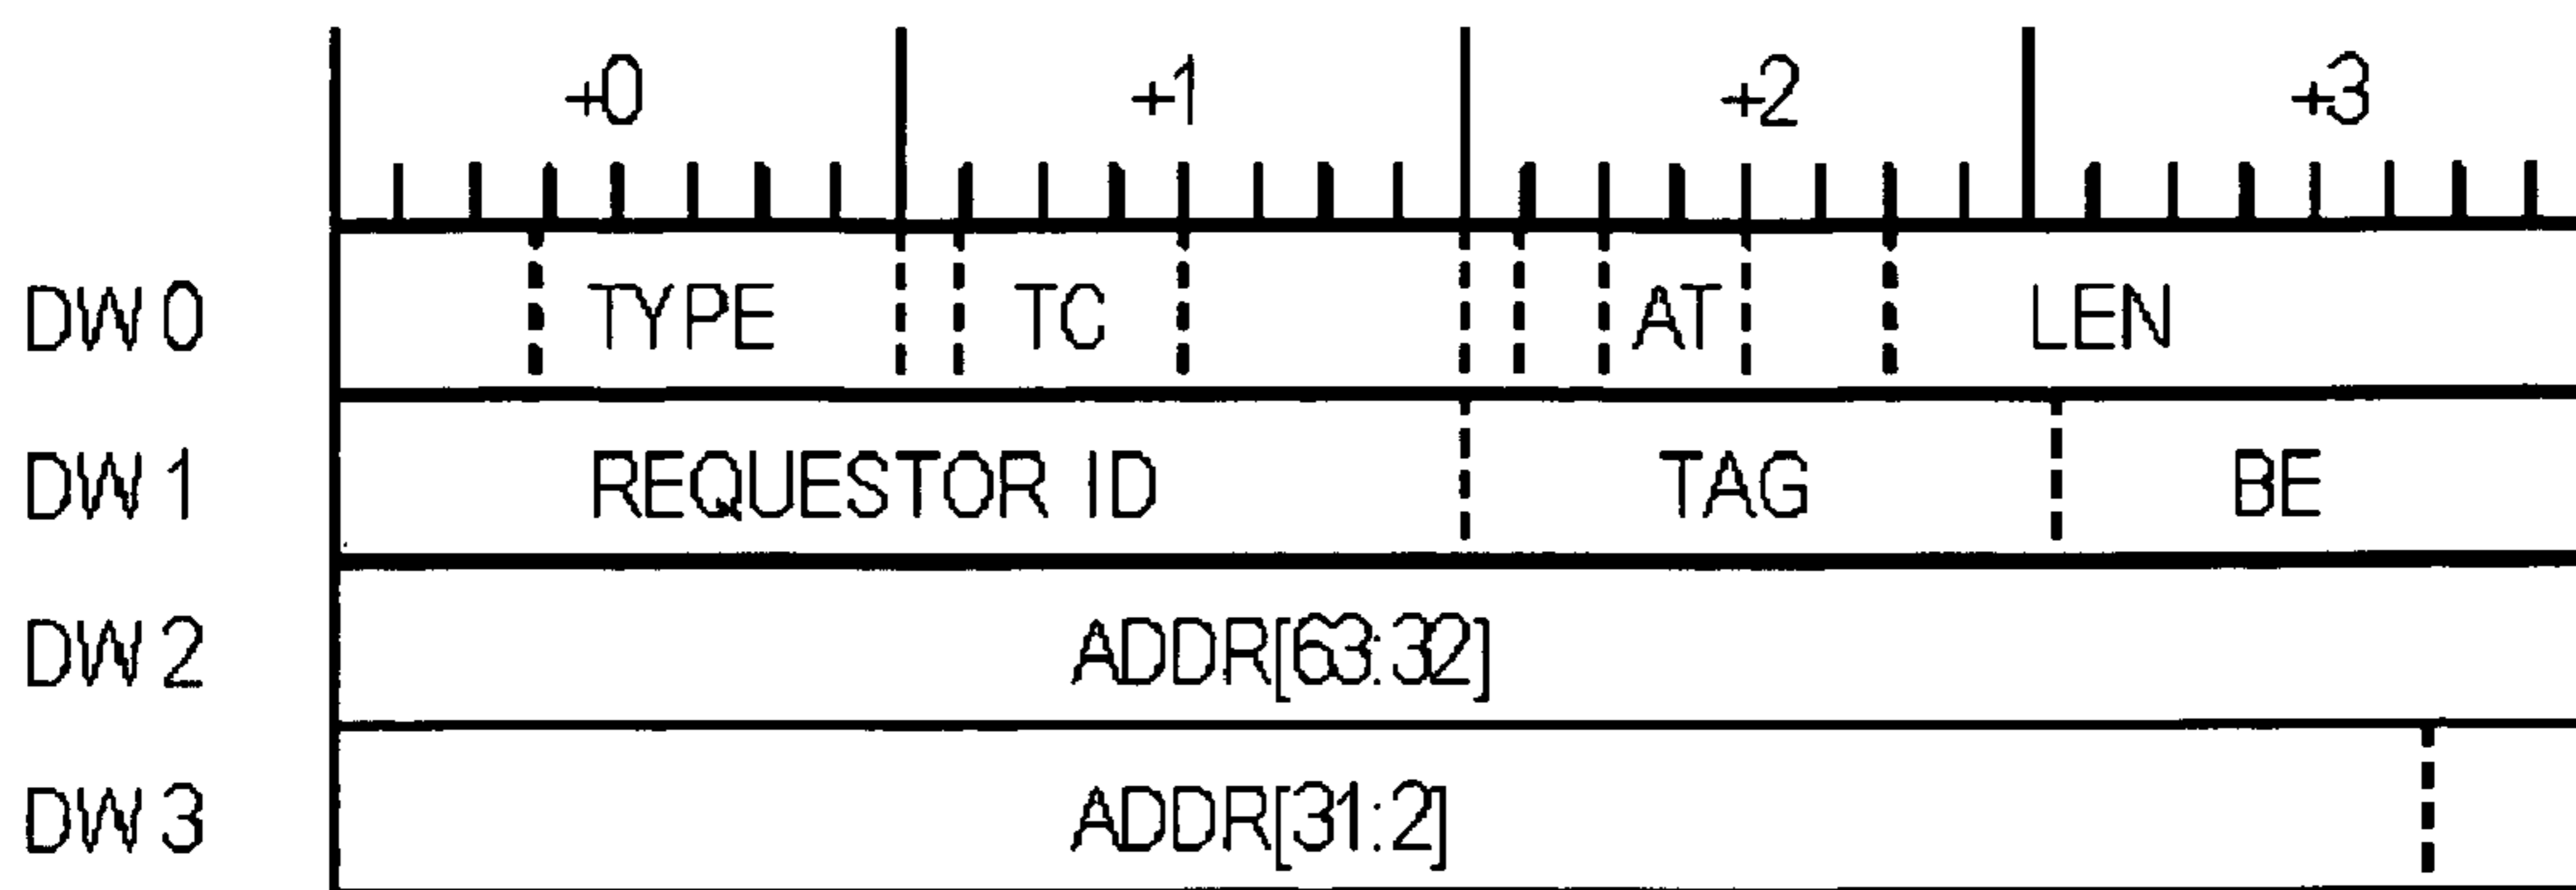 +0 +1 +2 +3
DW 0 TYPE TC AT LEN
DW 1 REQUESTOR ID TAG BE
DW 2 ADDR[63:32]
DW 3 ADDR[31:2]